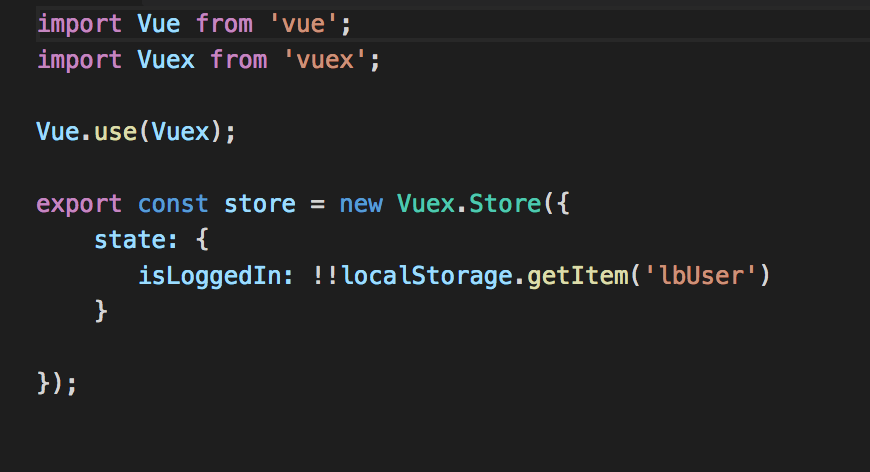 import Vue from 'vue';
import Vuex from 'vuex';
Vue.use(Vuex);
export const store = new Vuex.Store({
state: {
isLoggedIn: !!localStorage.getItem('lbUser')
}
});